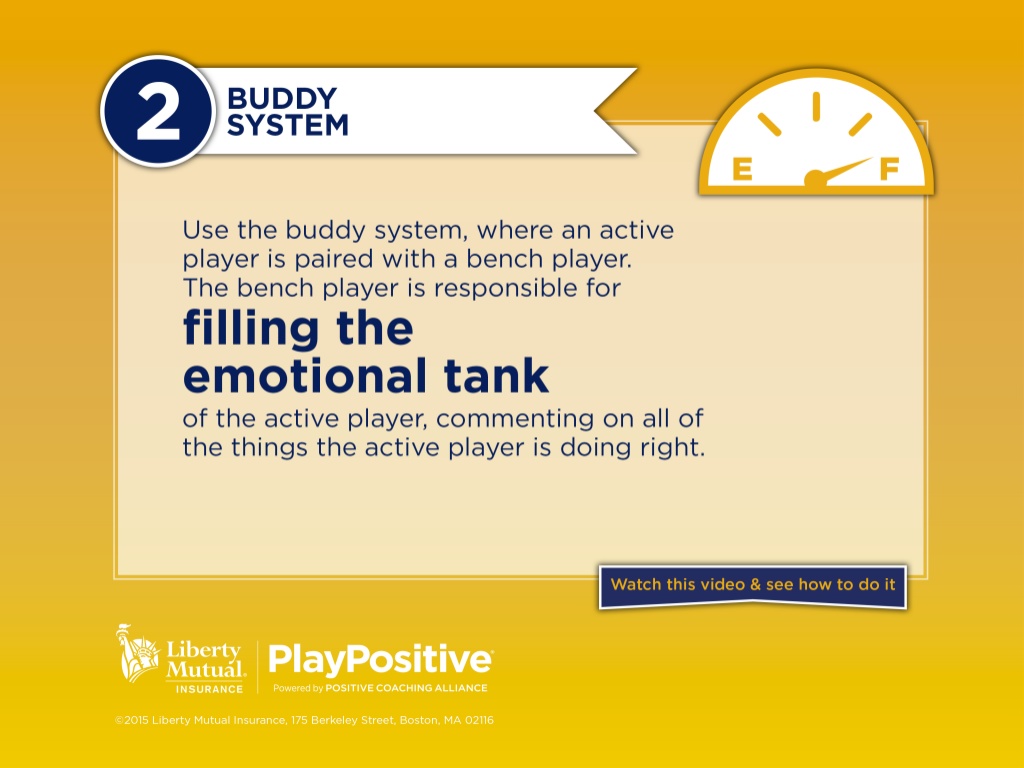 2
BUDDY
SYSTEM
E
F
Use the buddy system, where an active
player is paired with a bench player.
The bench player is responsible for
filling the
emotional tank
of the active player, commenting on all of
the things the active player is doing right.
Watch this video & see how to do it
Liberty
Mutual®
INSURANCE
PlayPositive®
Powered by POSITIVE COACHING ALLIANCE
©2015 Liberty Mutual Insurance, 175 Berkeley Street, Boston, MA 02116